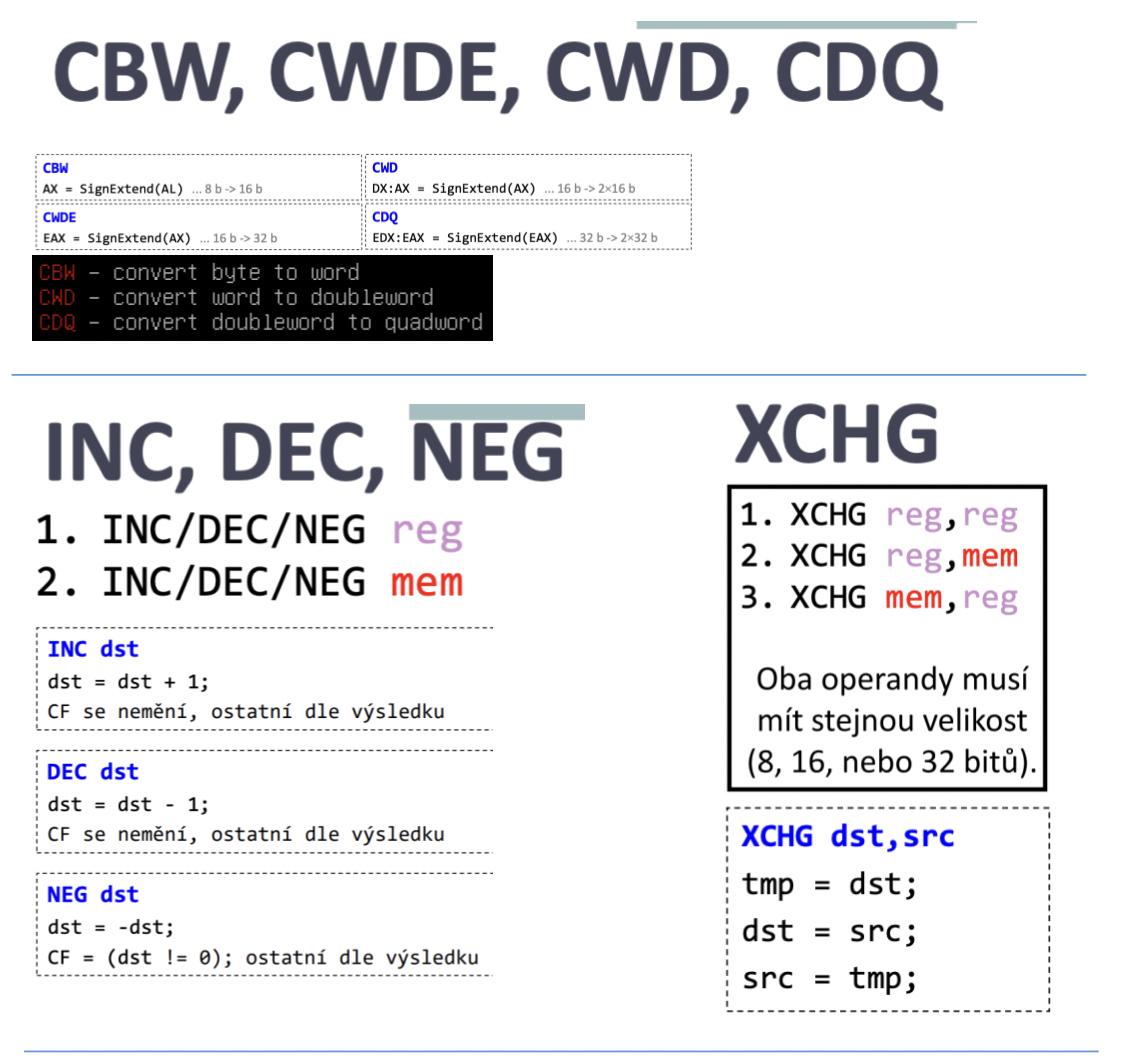 CBW, CWDE, CWD, CDQ
CBW
AX = SignExtend(AL) ... 8 b -> 16 b
CWD
DX:AX = SignExtend(AX) ... 16 b -> 2×16 b
CWDE
EAX = SignExtend(AX) ... 16 b -> 32 b
CDQ
EDX:EAX = SignExtend(EAX) ... 32 b -> 2×32 b
CBW – convert byte to word
CWD – convert word to doubleword
CDQ – convert doubleword to quadword
INC, DEC, NEG
1. INC/DEC/NEG reg
2. INC/DEC/NEG mem
INC dst
dst = dst + 1;
CF se nemění, ostatní dle výsledku
DEC dst
dst = dst - 1;
CF se nemění, ostatní dle výsledku
NEG dst
dst = -dst;
CF = (dst != 0); ostatní dle výsledku
XCHG
1. XCHG reg,reg
2. XCHG reg,mem
3. XCHG mem,reg
Oba operandy musí
mít stejnou velikost
(8, 16, nebo 32 bitů).
XCHG dst,src
tmp = dst;
dst = src;
src = tmp;